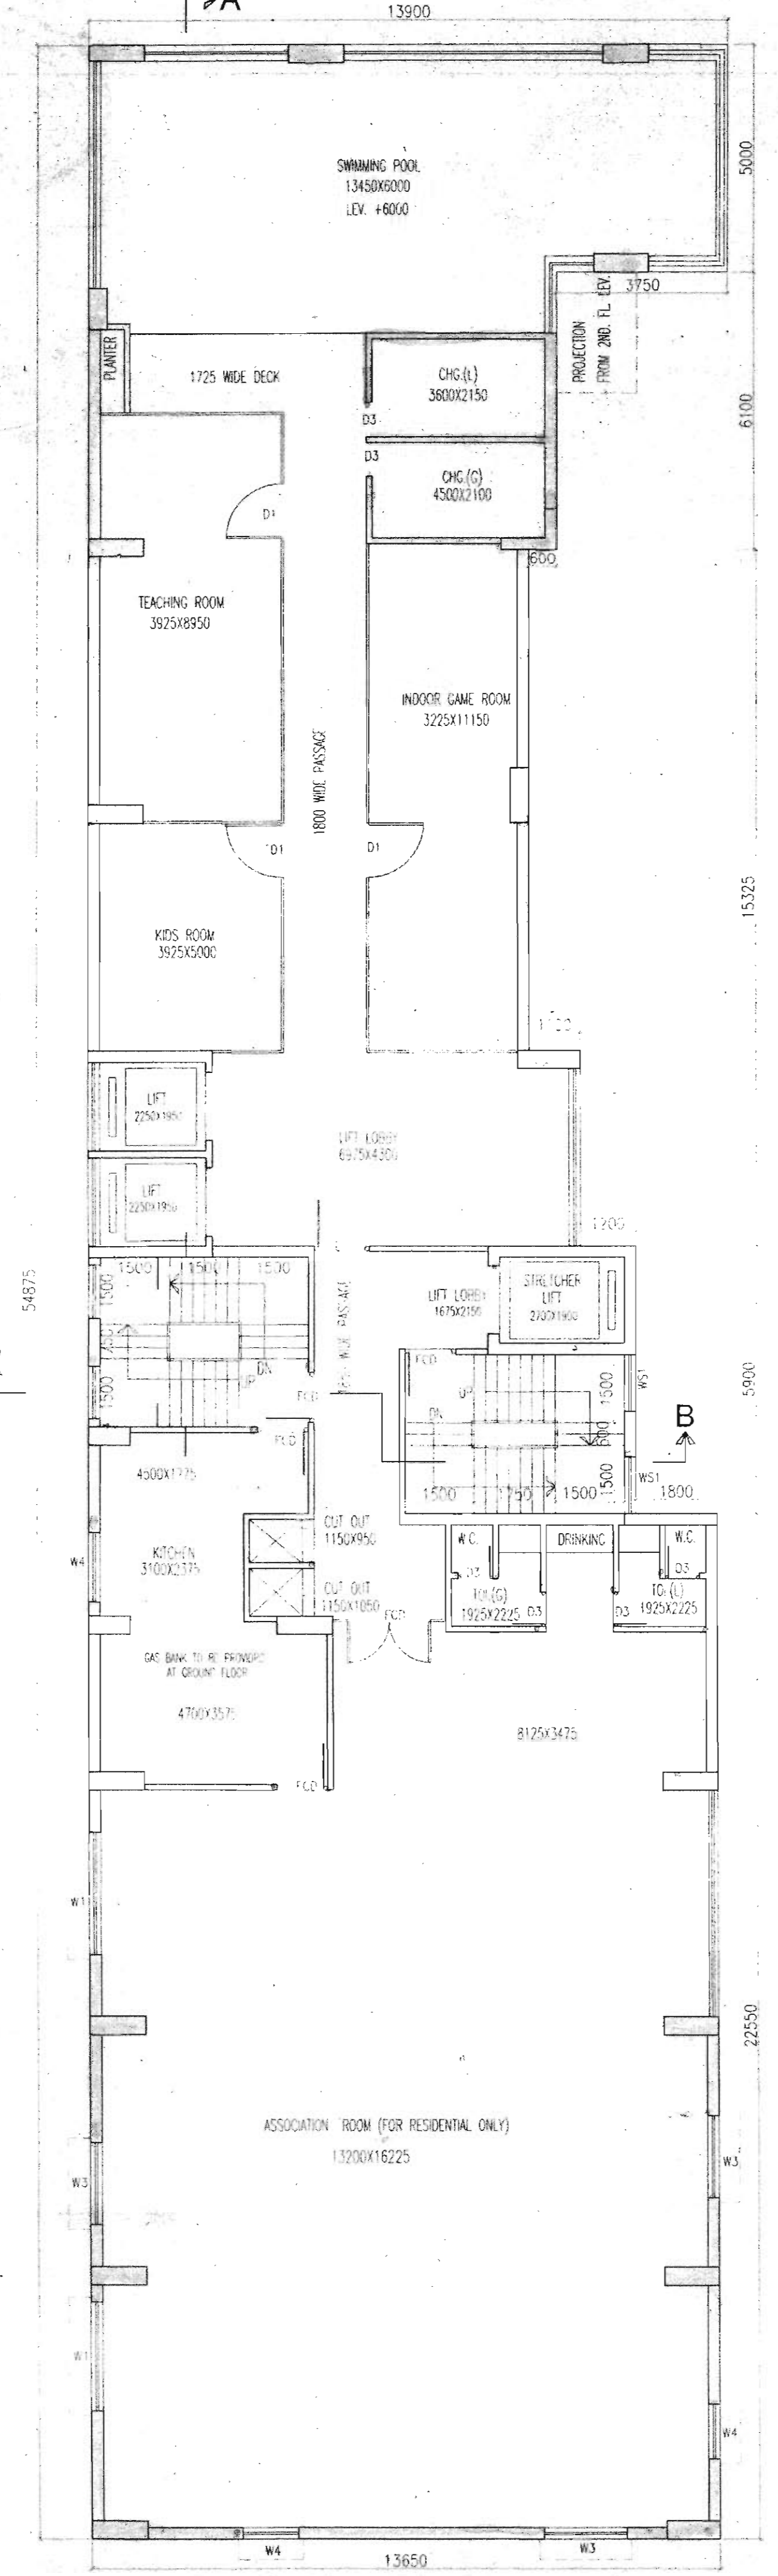 A
13900
SWIMMING POOL
13450X6000
LEV. +6000
5000
3750
PROJECTION
FROM 2ND. FL. LEV.
PLANTER
1725 WIDE DECK
CHG.(L)
3600X2150
6100
D3
D3
CHG.(G)
4500X2100
D1
600
TEACHING ROOM
3925X8950
INDOOR GAME ROOM
3225X11150
1800 WIDE PASSAGE
D1
D1
15325
KIDS ROOM
3925X5000
LIFT
2250X1950
LIFT LOBBY
6975X4300
LIFT
2250X1950
1200
54875
1500
1500
1500
1500
WIDE PASSAGE
LIFT LOBBY
1675X2150
STRETCHER
LIFT
2700X1900
DN
UP
1500
FCD
FCD
UP
DN
1500
WS1
5900
B
FCD
4500X1775
1500
1750
1500
1500
WS1
1800
CUT OUT
1150X950
W.C.
DRINKING
W.C.
W4
KITCHEN
3100X2375
D3
D3
CUT OUT
1150X1050
FCD
TOI.(G)
1925X2225
D3
D3
TOI.(L)
1925X2225
GAS BANK TO BE PROVIDED
AT GROUND FLOOR
4700X3575
8125X3475
FCD
W1
22550
ASSOCIATION ROOM (FOR RESIDENTIAL ONLY)
13200X16225
W3
W3
W1
W4
W4
W3
13650